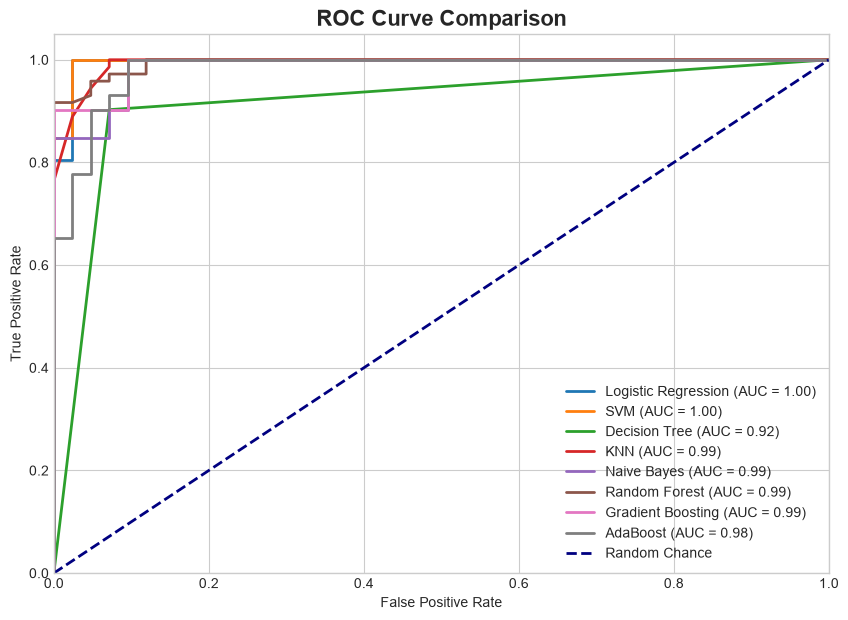 ROC Curve Comparison
1.0
0.8
0.6
0.4
0.2
0.0
True Positive Rate
Logistic Regression (AUC = 1.00)
SVM (AUC = 1.00)
Decision Tree (AUC = 0.92)
KNN (AUC = 0.99)
Naive Bayes (AUC = 0.99)
Random Forest (AUC = 0.99)
Gradient Boosting (AUC = 0.99)
AdaBoost (AUC = 0.98)
Random Chance
0.0 0.2 0.4 0.6 0.8 1.0
False Positive Rate